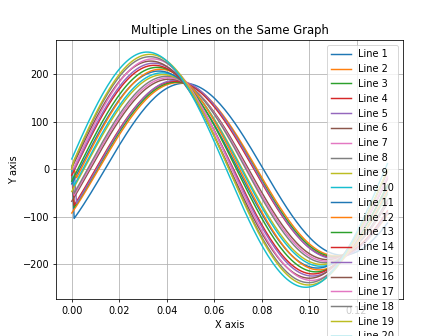 Multiple Lines on the Same Graph
Y axis
200
100
0
−100
−200
0.00
0.02
0.04
0.06
0.08
0.10
X axis
Line 1
Line 2
Line 3
Line 4
Line 5
Line 6
Line 7
Line 8
Line 9
Line 10
Line 11
Line 12
Line 13
Line 14
Line 15
Line 16
Line 17
Line 18
Line 19
Line 20